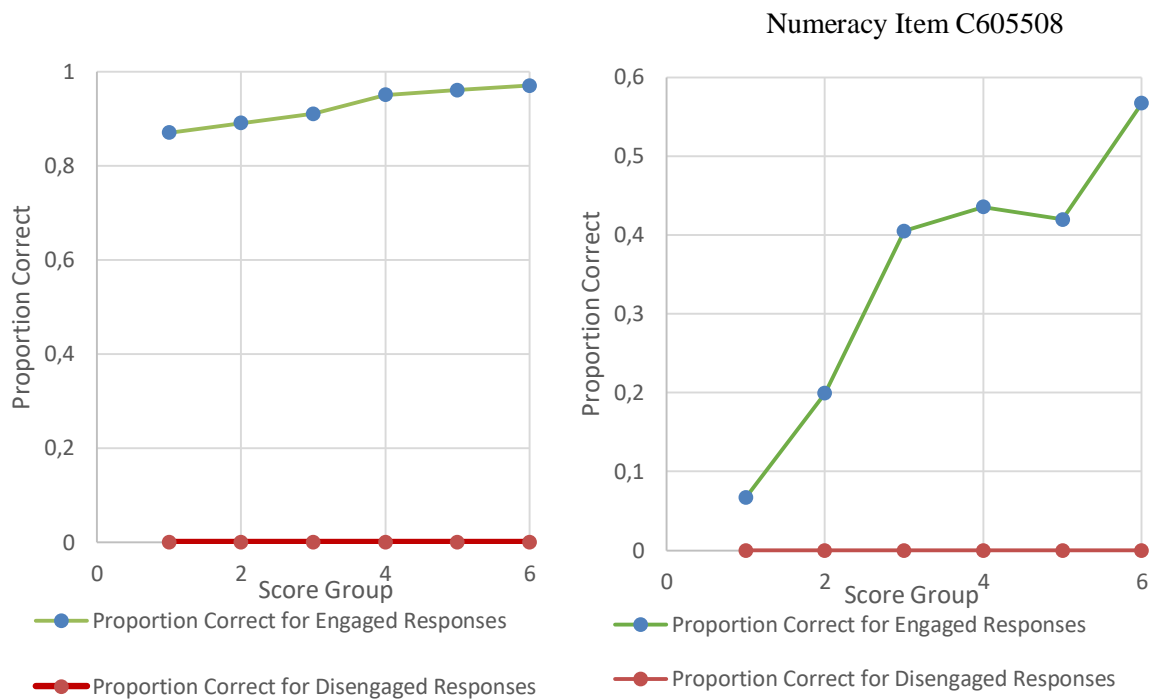 Numeracy Item C605508
Proportion Correct
1
0,8
0,6
0,4
0,2
0
0
2
4
6
Score Group
Proportion Correct for Engaged Responses
Proportion Correct for Disengaged Responses
Proportion Correct
0,6
0,5
0,4
0,3
0,2
0,1
0
0
2
4
6
Score Group
Proportion Correct for Engaged Responses
Proportion Correct for Disengaged Responses